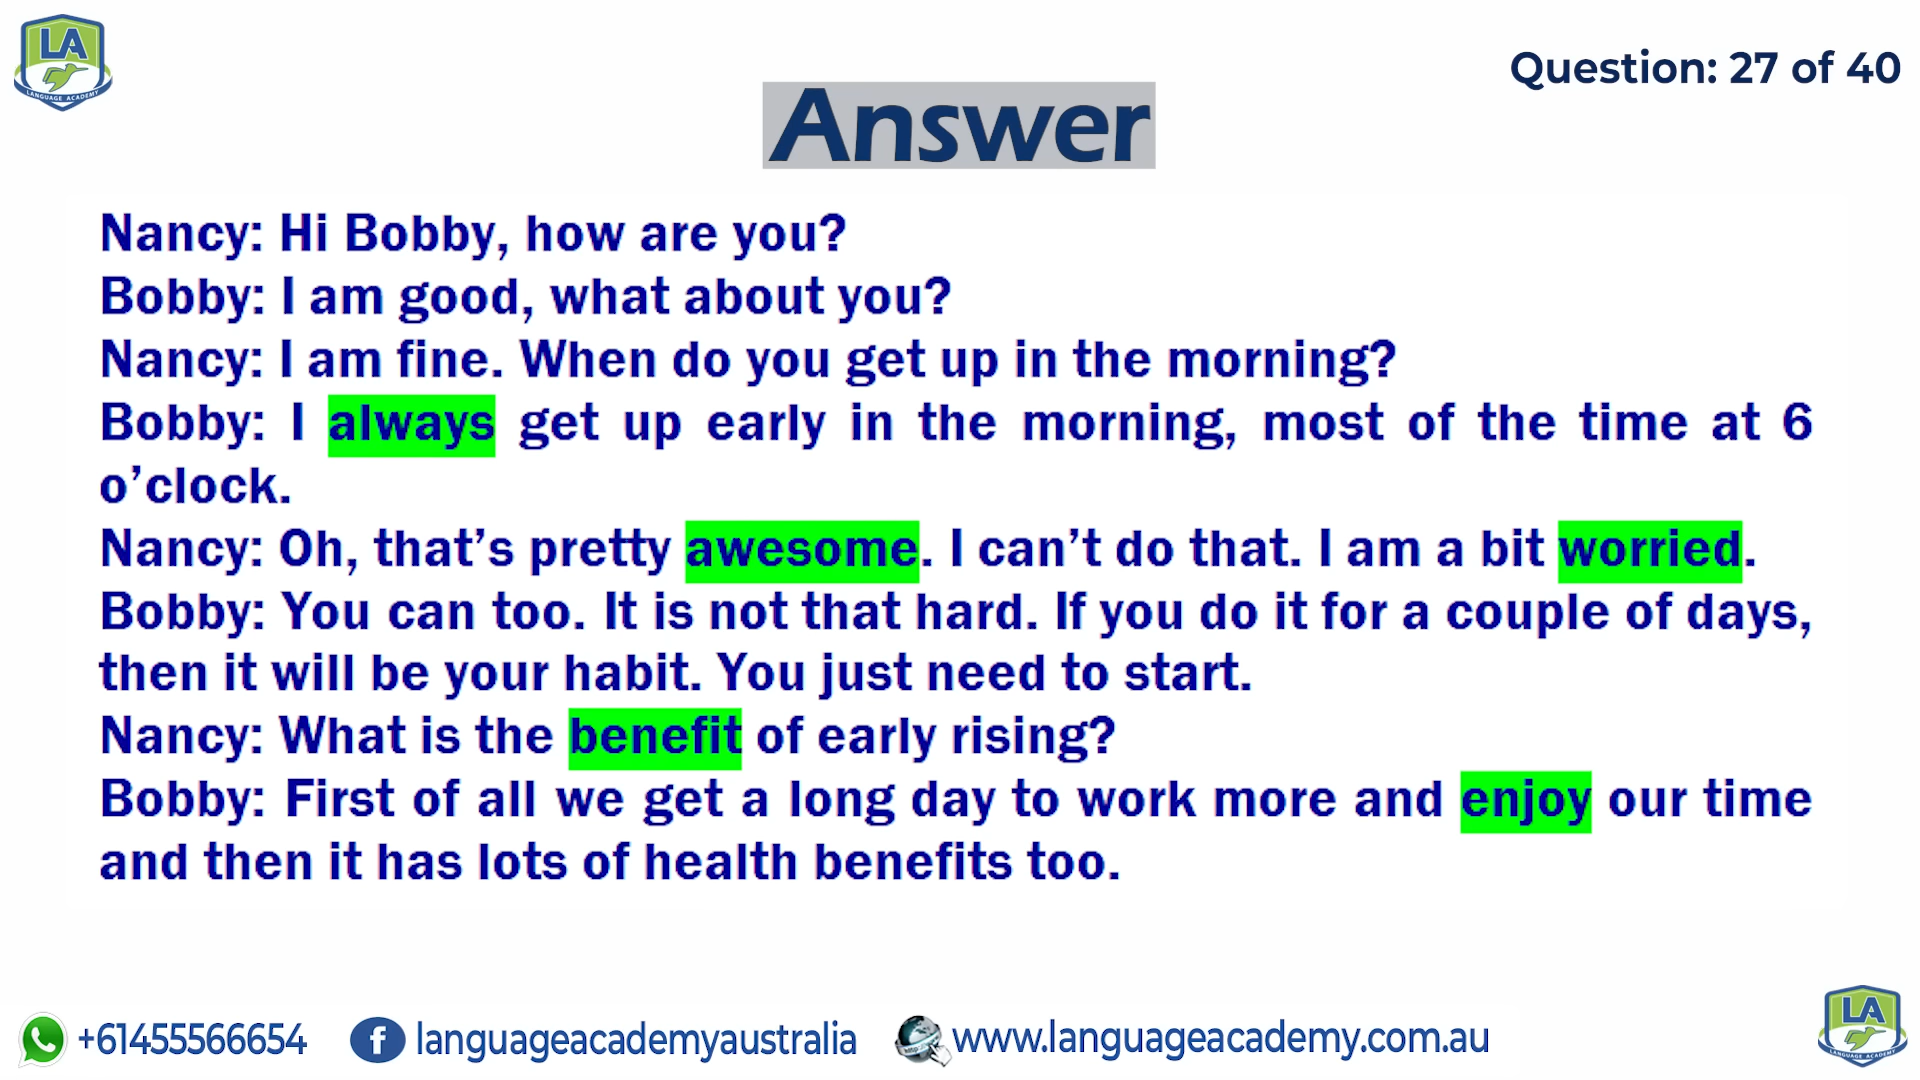 LA
LANGUAGE ACADEMY
Question: 27 of 40
Answer
Nancy: Hi Bobby, how are you?
Bobby: I am good, what about you?
Nancy: I am fine. When do you get up in the morning?
Bobby: I always get up early in the morning, most of the time at 6
o’clock.
Nancy: Oh, that’s pretty awesome. I can’t do that. I am a bit worried.
Bobby: You can too. It is not that hard. If you do it for a couple of days,
then it will be your habit. You just need to start.
Nancy: What is the benefit of early rising?
Bobby: First of all we get a long day to work more and enjoy our time
and then it has lots of health benefits too.
+61455566654
f languageacademyaustralia
www.languageacademy.com.au
LA
LANGUAGE ACADEMY